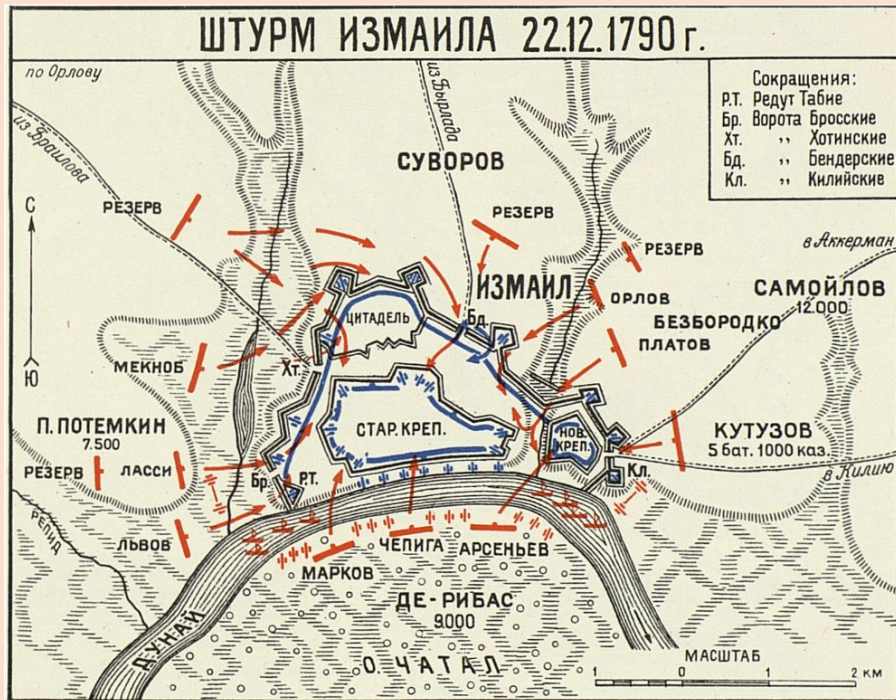 ШТУРМ ИЗМАИЛА 22.12.1790 г.
по Орлову
из Браилова
из Бырлада
СУВОРОВ
Сокращения:
Р.Т. Редут Табие
Бр. Ворота Бросские
Хт. ,, Хотинские
Бд. ,, Бендерские
Кл. ,, Килийские
С
Ю
РЕЗЕРВ
РЕЗЕРВ
РЕЗЕРВ
в Аккерман
ИЗМАИЛ
ОРЛОВ
САМОЙЛОВ
12.000
БЕЗБОРОДКО
ПЛАТОВ
ЦИТАДЕЛЬ
Бд.
МЕКНОБ
Хт.
П. ПОТЕМКИН
7.500
РЕЗЕРВ
ЛАССИ
СТАР. КРЕП.
НОВ.
КРЕП.
КУТУЗОВ
5 бат. 1000 каз.
Бр.
Р.Т.
Кл.
в Килию
РЕПИД
ЛЬВОВ
МАРКОВ
ЧЕПИГА
АРСЕНЬЕВ
ДЕ-РИБАС
9.000
ДУНАЙ
О. ЧАТАЛ
МАСШТАБ
1 0 1 2 км